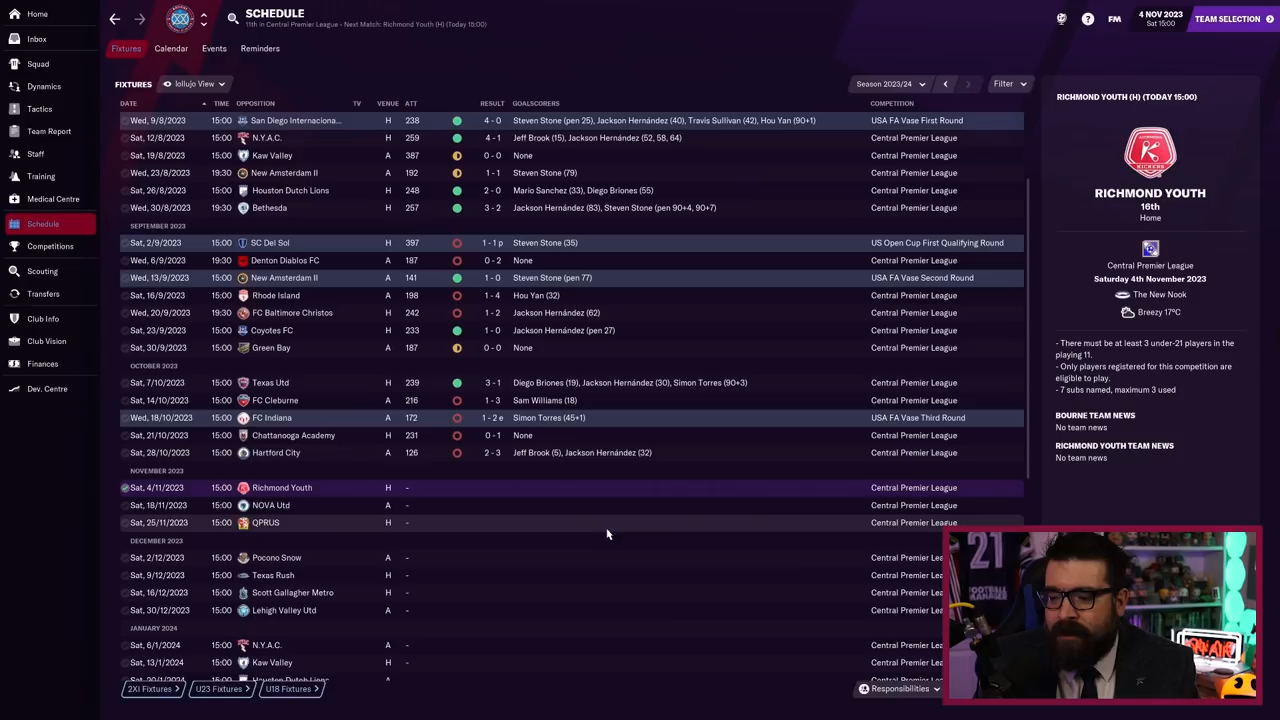 Home
SCHEDULE
11th in Central Premier League - Next Match: Richmond Youth (H) (Today 15:00)
FM
4 NOV 2023
Sat 15:00
TEAM SELECTION
Inbox
Squad
Dynamics
Tactics
Team Report
Staff
Training
Medical Centre
Schedule
Competitions
Scouting
Transfers
Club Info
Club Vision
Finances
Dev. Centre
Fixtures Calendar Events Reminders
FIXTURES lollujo View Season 2023/24 Filter
DATE TIME OPPOSITION TV VENUE ATT RESULT GOALSCORERS COMPETITION
Wed, 9/8/2023 15:00 San Diego Internaciona... H 238 4 - 0 Steven Stone (pen 25), Jackson Hernández (40), Travis Sullivan (42), Hou Yan (90+1) USA FA Vase First Round
Sat, 12/8/2023 15:00 N.Y.A.C. H 259 4 - 1 Jeff Brook (15), Jackson Hernández (52, 58, 64) Central Premier League
Sat, 19/8/2023 15:00 Kaw Valley A 387 0 - 0 None Central Premier League
Wed, 23/8/2023 19:30 New Amsterdam II A 192 1 - 1 Steven Stone (79) Central Premier League
Sat, 26/8/2023 15:00 Houston Dutch Lions H 248 2 - 0 Mario Sanchez (33), Diego Briones (55) Central Premier League
Wed, 30/8/2023 19:30 Bethesda H 257 3 - 2 Jackson Hernández (83), Steven Stone (pen 90+4, 90+7) Central Premier League
SEPTEMBER 2023
Sat, 2/9/2023 15:00 SC Del Sol H 397 1 - 1 p Steven Stone (35) US Open Cup First Qualifying Round
Wed, 6/9/2023 19:30 Denton Diablos FC A 187 0 - 2 None Central Premier League
Wed, 13/9/2023 15:00 New Amsterdam II A 141 1 - 0 Steven Stone (pen 77) USA FA Vase Second Round
Sat, 16/9/2023 15:00 Rhode Island A 198 1 - 4 Hou Yan (32) Central Premier League
Wed, 20/9/2023 19:30 FC Baltimore Christos H 242 1 - 2 Jackson Hernández (62) Central Premier League
Sat, 23/9/2023 15:00 Coyotes FC H 233 1 - 0 Jackson Hernández (pen 27) Central Premier League
Sat, 30/9/2023 15:00 Green Bay A 187 0 - 0 None Central Premier League
OCTOBER 2023
Sat, 7/10/2023 15:00 Texas Utd H 239 3 - 1 Diego Briones (19), Jackson Hernández (30), Simon Torres (90+3) Central Premier League
Sat, 14/10/2023 15:00 FC Cleburne A 216 1 - 3 Sam Williams (18) Central Premier League
Wed, 18/10/2023 15:00 FC Indiana A 172 1 - 2 e Simon Torres (45+1) USA FA Vase Third Round
Sat, 21/10/2023 15:00 Chattanooga Academy H 231 0 - 1 None Central Premier League
Sat, 28/10/2023 15:00 Hartford City A 126 2 - 3 Jeff Brook (5), Jackson Hernández (32) Central Premier League
NOVEMBER 2023
Sat, 4/11/2023 15:00 Richmond Youth H - Central Premier League
Sat, 18/11/2023 15:00 NOVA Utd A - Central Premier League
Sat, 25/11/2023 15:00 QPRUS H - Central Premier League
DECEMBER 2023
Sat, 2/12/2023 15:00 Pocono Snow A - Central Premier Lea
Sat, 9/12/2023 15:00 Texas Rush H - Central Premier Lea
Sat, 16/12/2023 15:00 Scott Gallagher Metro H - Central Premier Lea
Sat, 30/12/2023 15:00 Lehigh Valley Utd A - Central Premier Lea
JANUARY 2024
Sat, 6/1/2024 15:00 N.Y.A.C. A - Central Premier Lea
Sat, 13/1/2024 15:00 Kaw Valley H - Central Premier Lea
2XI Fixtures U23 Fixtures U18 Fixtures Responsibilities
RICHMOND YOUTH (H) (TODAY 15:00)
KICKERS
RICHMOND YOUTH
16th
Home
Central Premier League
Saturday 4th November 2023
The New Nook
Breezy 17°C
- There must be at least 3 under-21 players in the
playing 11.
- Only players registered for this competition are
eligible to play.
- 7 subs named, maximum 3 used
BOURNE TEAM NEWS
No team news
RICHMOND YOUTH TEAM NEWS
No team news
21